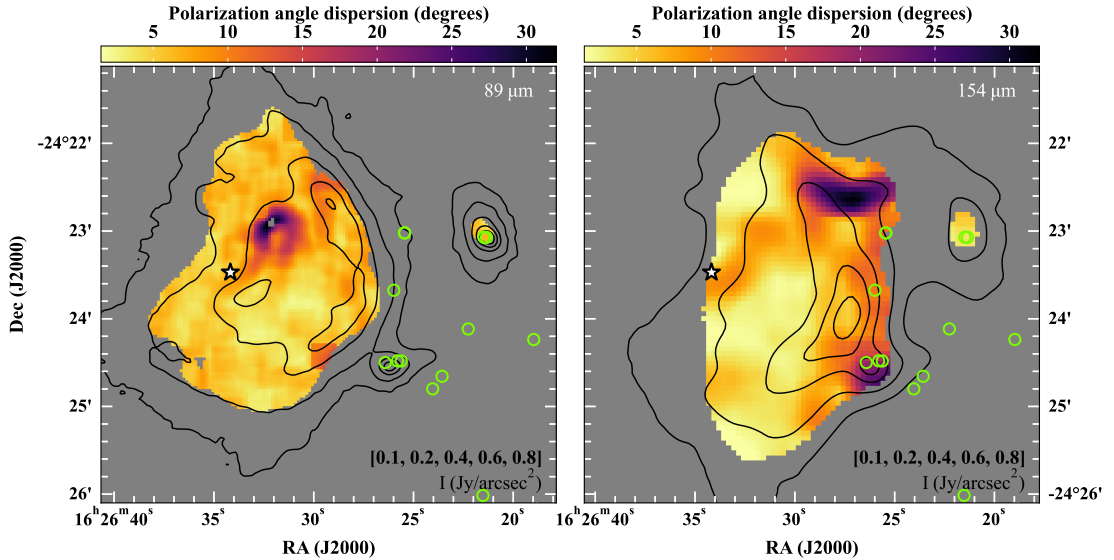 Polarization angle dispersion (degrees)
5 10 15 20 25 30
89 µm
-24°22'
23'
24'
25'
26'
Dec (J2000)
[0.1, 0.2, 0.4, 0.6, 0.8]
I (Jy/arcsec²)
16ʰ26ᵐ40ˢ 35ˢ 30ˢ 25ˢ 20ˢ
RA (J2000)
Polarization angle dispersion (degrees)
5 10 15 20 25 30
154 µm
22'
23'
24'
25'
-24°26'
[0.1, 0.2, 0.4, 0.6, 0.8]
I (Jy/arcsec²)
16ʰ26ᵐ40ˢ 35ˢ 30ˢ 25ˢ 20ˢ
RA (J2000)